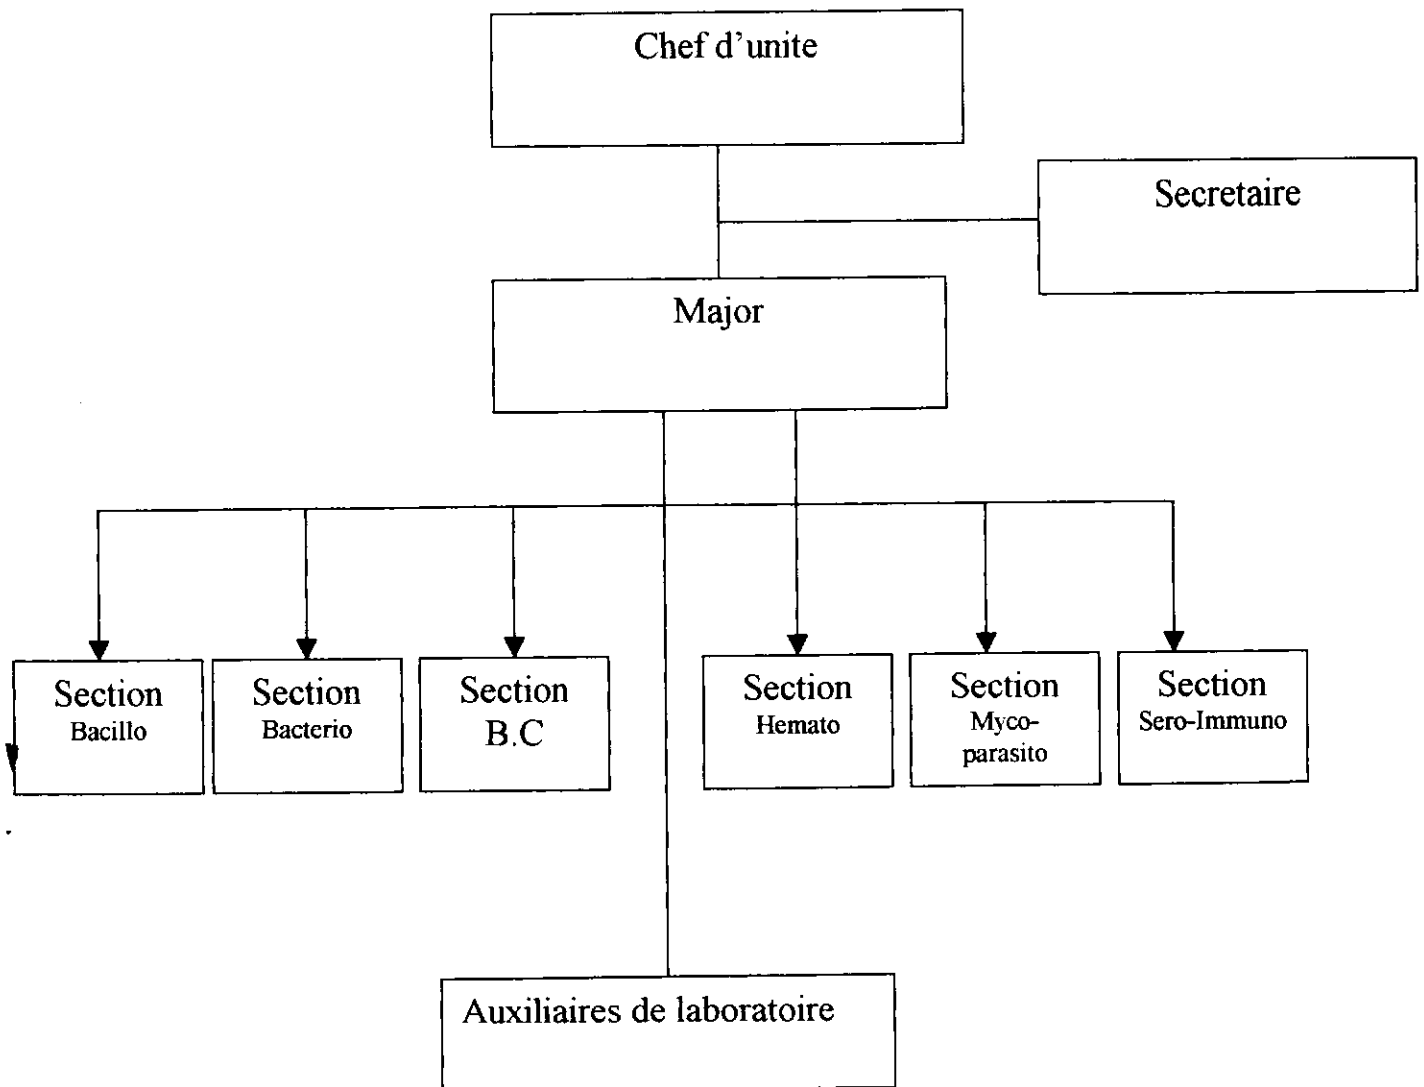 Chef d'unite
Secretaire
Major
Section
Bacillo
Section
Bacterio
Section
B.C
Section
Hemato
Section
Myco-
parasito
Section
Sero-Immuno
Auxiliaires de laboratoire